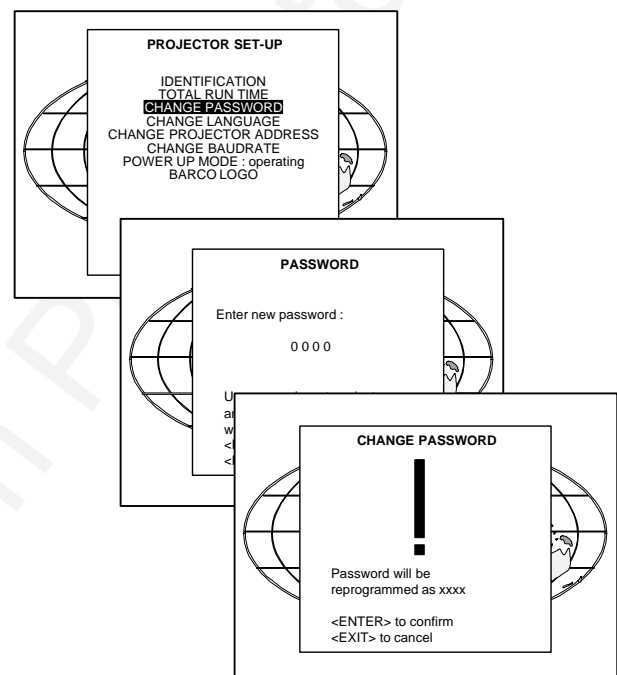 PROJECTOR SET-UP
IDENTIFICATION
TOTAL RUN TIME
CHANGE PASSWORD
CHANGE LANGUAGE
CHANGE PROJECTOR ADDRESS
CHANGE BAUDRATE
POWER UP MODE : operating
BARCO LOGO
PASSWORD
Enter new password :
0 0 0 0
CHANGE PASSWORD
!
Password will be
reprogrammed as xxxx
<ENTER> to confirm
<EXIT> to cancel